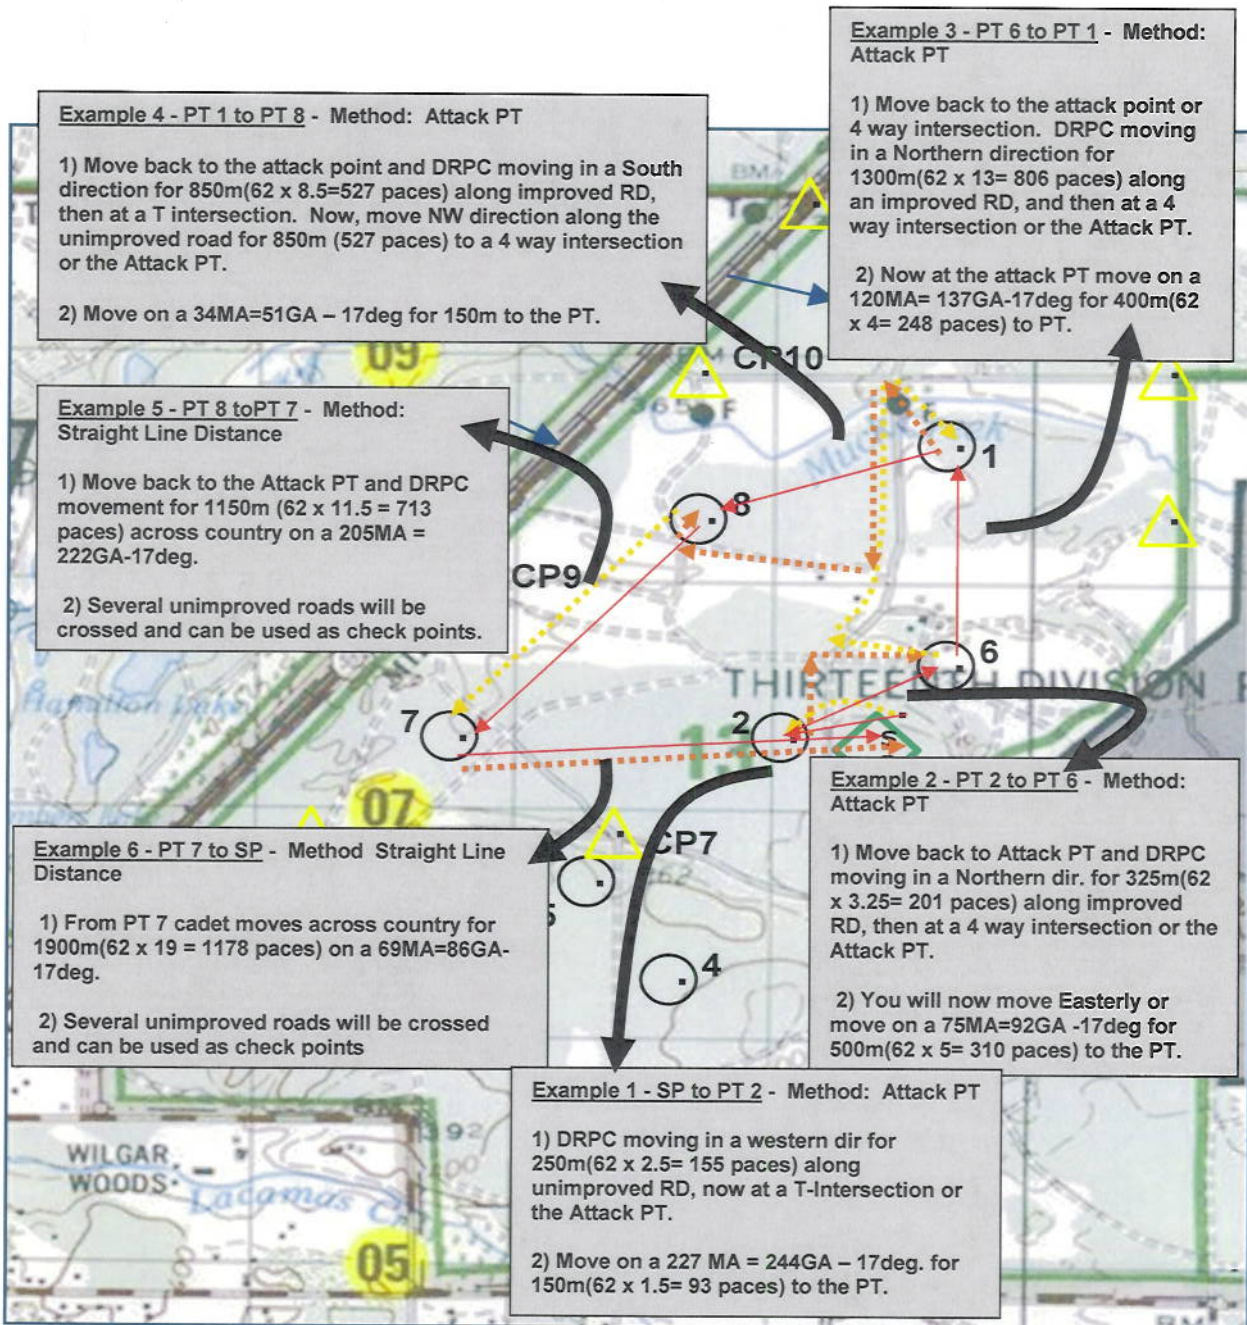 Example 3 - PT 6 to PT 1 - Method:
Attack PT
1) Move back to the attack point or
4 way intersection. DRPC moving
in a Northern direction for
1300m(62 x 13= 806 paces) along
an improved RD, and then at a 4
way intersection or the Attack PT.
2) Now at the attack PT move on a
120MA= 137GA-17deg for 400m(62
x 4= 248 paces) to PT.
Example 4 - PT 1 to PT 8 - Method: Attack PT
1) Move back to the attack point and DRPC moving in a South
direction for 850m(62 x 8.5=527 paces) along improved RD,
then at a T intersection. Now, move NW direction along the
unimproved road for 850m (527 paces) to a 4 way intersection
or the Attack PT.
2) Move on a 34MA=51GA – 17deg for 150m to the PT.
BM
09
CP10
365
F
Example 5 - PT 8 toPT 7 - Method:
Straight Line Distance
1) Move back to the Attack PT and DRPC
movement for 1150m (62 x 11.5 = 713
paces) across country on a 205MA =
222GA-17deg.
2) Several unimproved roads will be
crossed and can be used as check points.
1
8
CP9
6
THIRTEENTH DIVISION
Hamilton Lake
7
2
13
S
07
CP7
362
5
4
Example 2 - PT 2 to PT 6 - Method:
Attack PT
1) Move back to Attack PT and DRPC
moving in a Northern dir. for 325m(62
x 3.25= 201 paces) along improved
RD, then at a 4 way intersection or the
Attack PT.
2) You will now move Easterly or
move on a 75MA=92GA -17deg for
500m(62 x 5= 310 paces) to the PT.
Example 6 - PT 7 to SP - Method Straight Line
Distance
1) From PT 7 cadet moves across country for
1900m(62 x 19 = 1178 paces) on a 69MA=86GA-
17deg.
2) Several unimproved roads will be crossed
and can be used as check points
Example 1 - SP to PT 2 - Method: Attack PT
1) DRPC moving in a western dir for
250m(62 x 2.5= 155 paces) along
unimproved RD, now at a T-Intersection or
the Attack PT.
2) Move on a 227 MA = 244GA – 17deg. for
150m(62 x 1.5= 93 paces) to the PT.
392
WILGAR
WOODS
Lacamas
05
BM